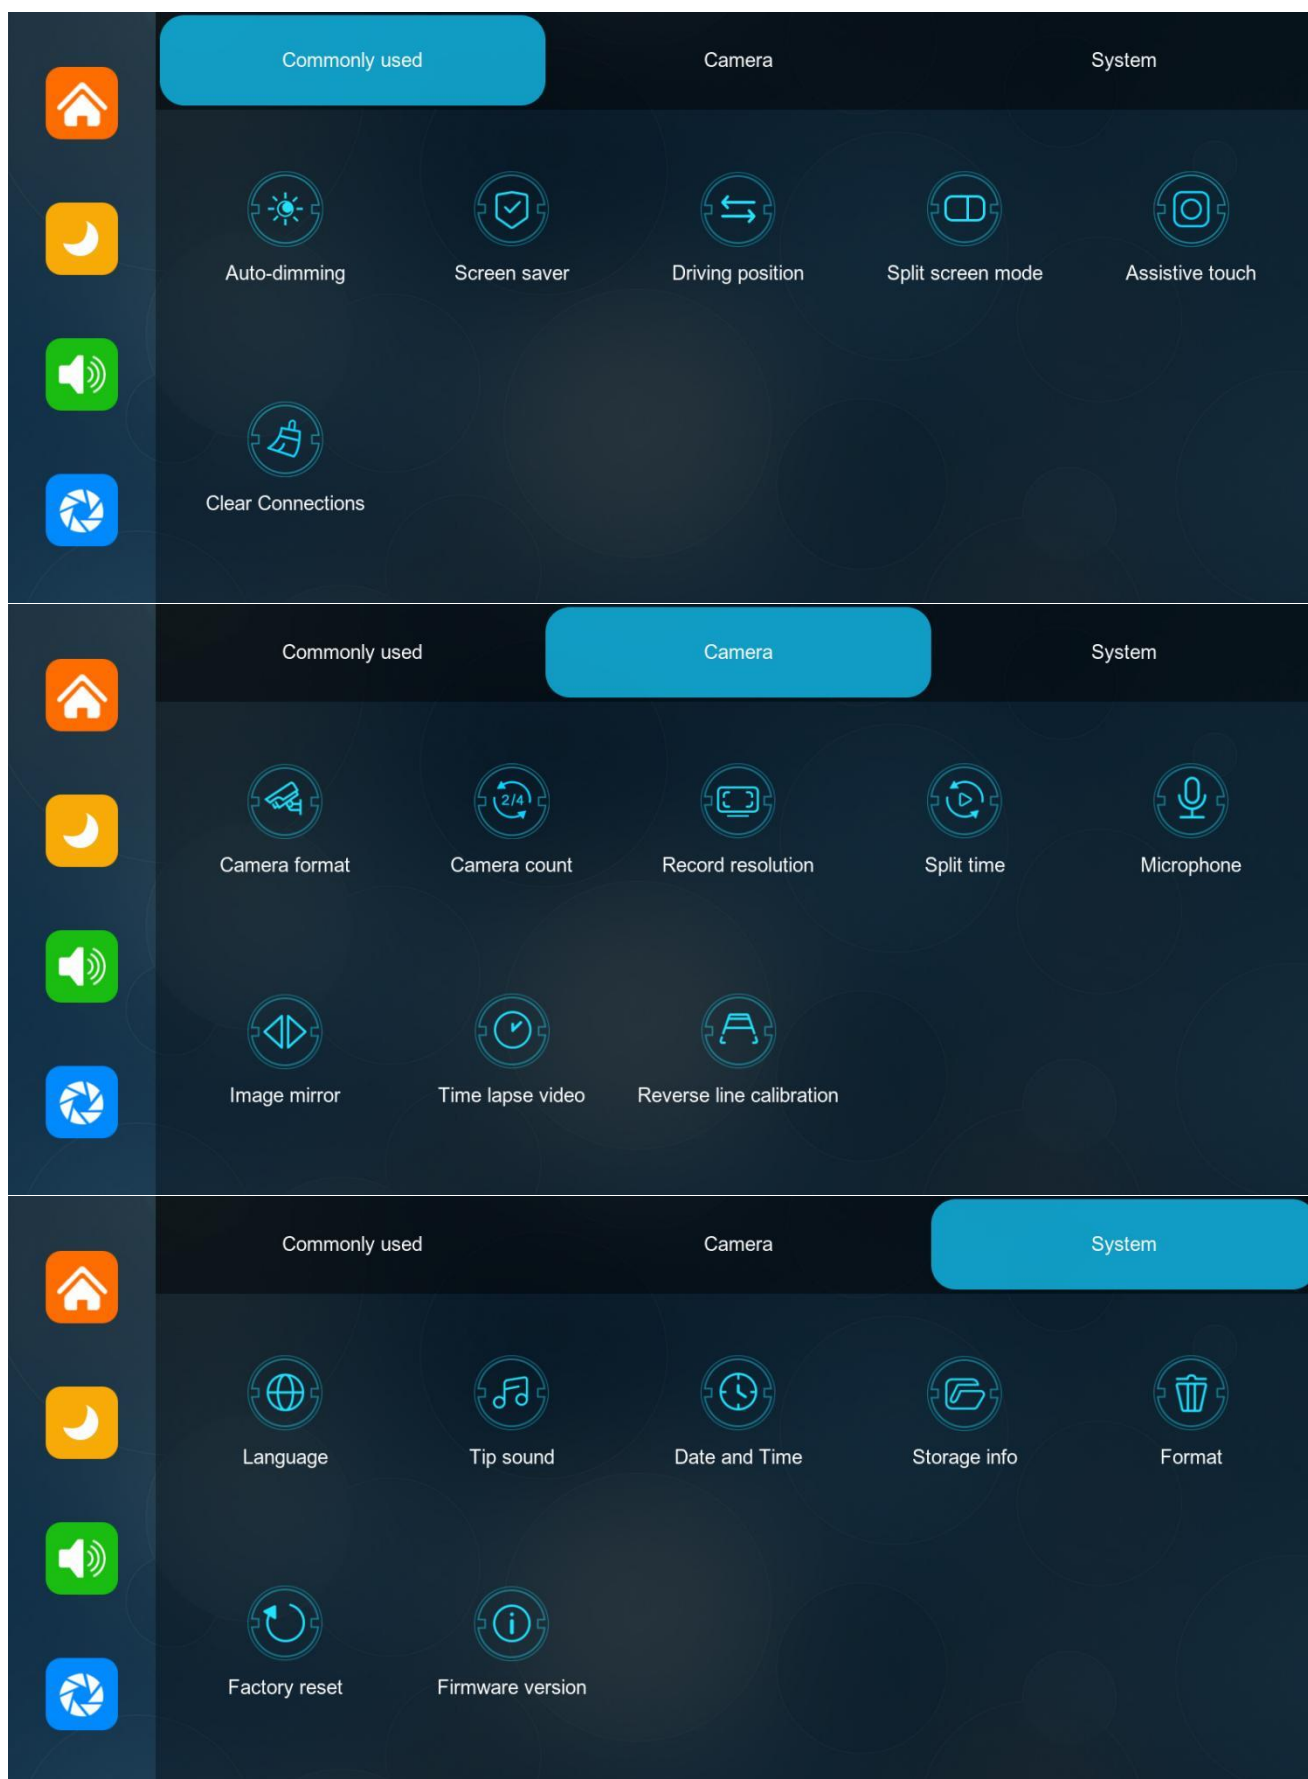 Commonly used Camera System
Auto-dimming Screen saver Driving position Split screen mode Assistive touch
Clear Connections
Commonly used Camera System
2/4
Camera format Camera count Record resolution Split time Microphone
Image mirror Time lapse video Reverse line calibration
Commonly used Camera System
Language Tip sound Date and Time Storage info Format
Factory reset Firmware version